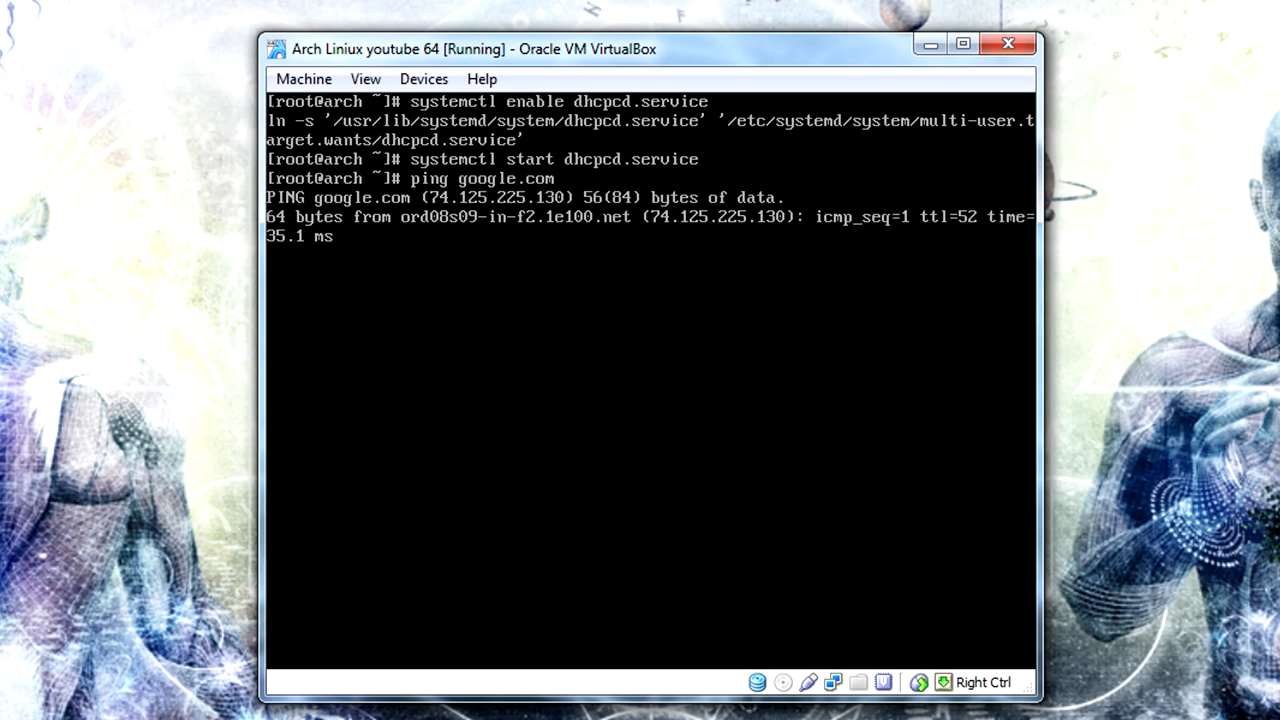 Arch Liniux youtube 64 [Running] - Oracle VM VirtualBox
Machine View Devices Help
[root@arch ~]# systemctl enable dhcpcd.service
ln -s '/usr/lib/systemd/system/dhcpcd.service' '/etc/systemd/system/multi-user.t
arget.wants/dhcpcd.service'
[root@arch ~]# systemctl start dhcpcd.service
[root@arch ~]# ping google.com
PING google.com (74.125.225.130) 56(84) bytes of data.
64 bytes from ord08s09-in-f2.1e100.net (74.125.225.130): icmp_seq=1 ttl=52 time=
35.1 ms
Right Ctrl